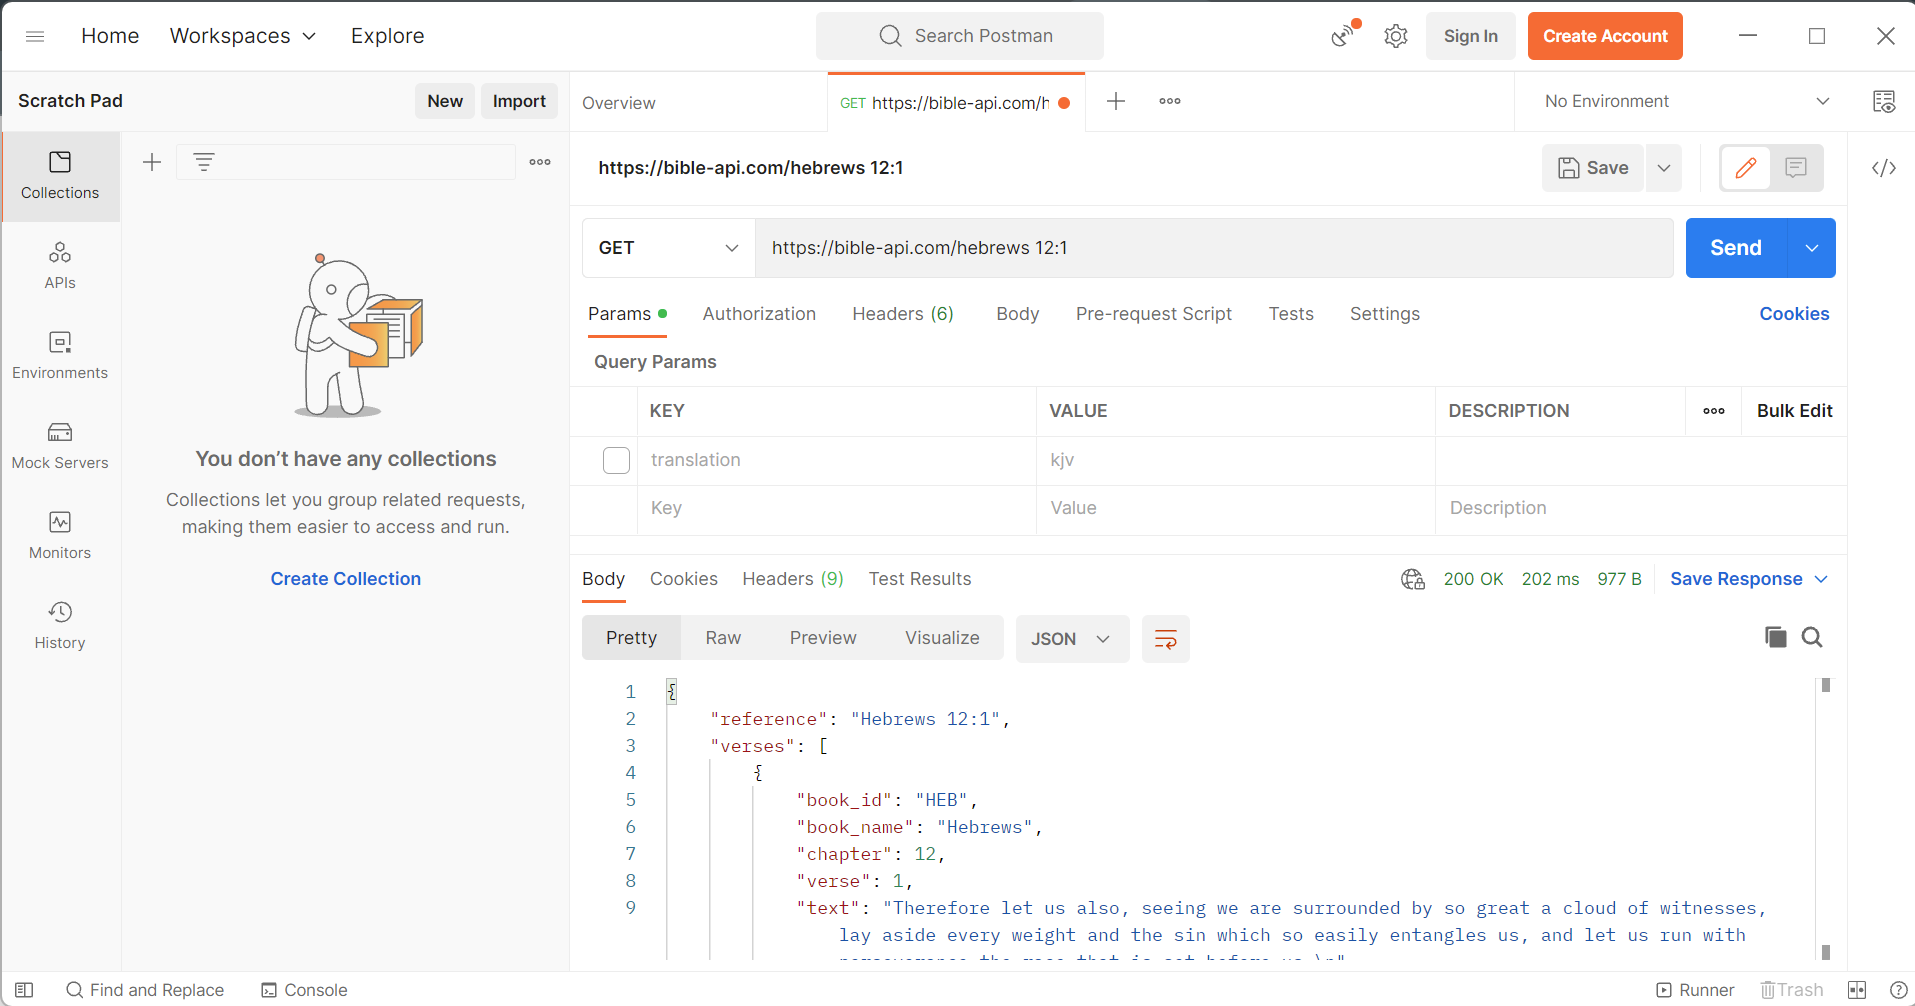 Home Workspaces Explore Search Postman Sign In Create Account
Scratch Pad New Import
Overview GET https://bible-api.com/h No Environment
Collections
APIs
Environments
Mock Servers
Monitors
History
You don’t have any collections
Collections let you group related requests,
making them easier to access and run.
Create Collection
https://bible-api.com/hebrews 12:1 Save
GET https://bible-api.com/hebrews 12:1 Send
Params Authorization Headers (6) Body Pre-request Script Tests Settings Cookies
Query Params
KEY VALUE DESCRIPTION Bulk Edit
translation kjv
Key Value Description
Body Cookies Headers (9) Test Results 200 OK 202 ms 977 B Save Response
Pretty Raw Preview Visualize JSON
1 {
2 "reference": "Hebrews 12:1",
3 "verses": [
4 {
5 "book_id": "HEB",
6 "book_name": "Hebrews",
7 "chapter": 12,
8 "verse": 1,
9 "text": "Therefore let us also, seeing we are surrounded by so great a cloud of witnesses,
lay aside every weight and the sin which so easily entangles us, and let us run with
perseverance the race that is set before us,\n"
Find and Replace Console Runner Trash